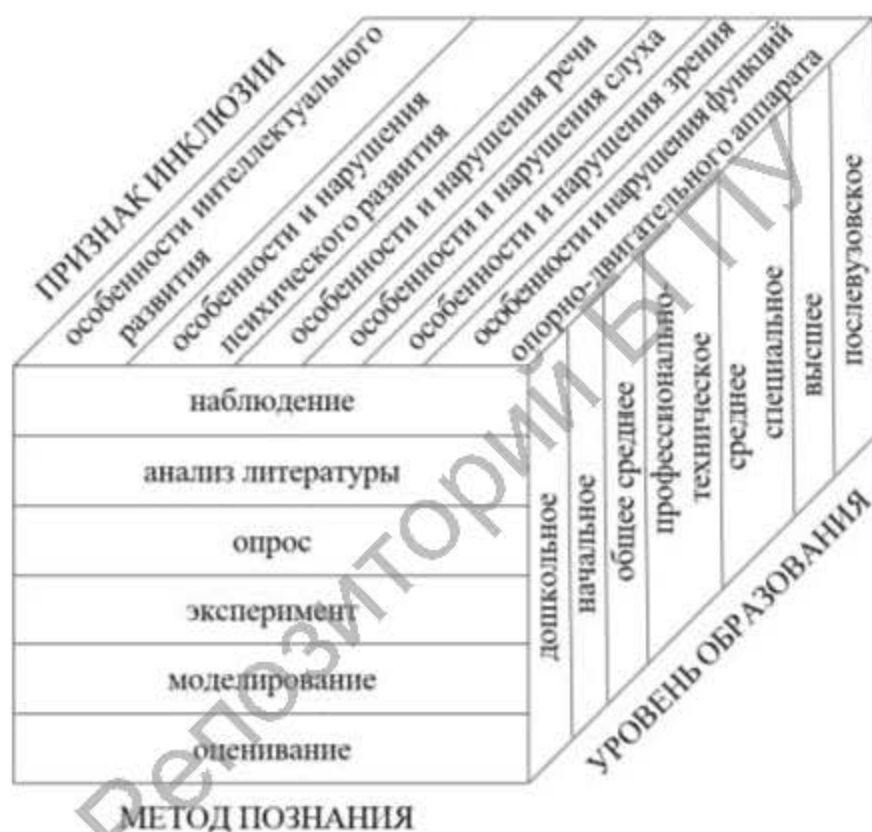 ПРИЗНАК ИНКЛЮЗИИ
особенности интеллектуального
развития
особенности и нарушения
психического развития
особенности и нарушения речи
особенности и нарушения слуха
особенности и нарушения зрения
особенности и нарушения функций
опорно-двигательного аппарата
наблюдение
анализ литературы
опрос
эксперимент
моделирование
оценивание
МЕТОД ПОЗНАНИЯ
дошкольное
начальное
общее среднее
профессионально-
техническое
среднее
специальное
высшее
послевузовское
УРОВЕНЬ ОБРАЗОВАНИЯ
Репозиторий БГПУ